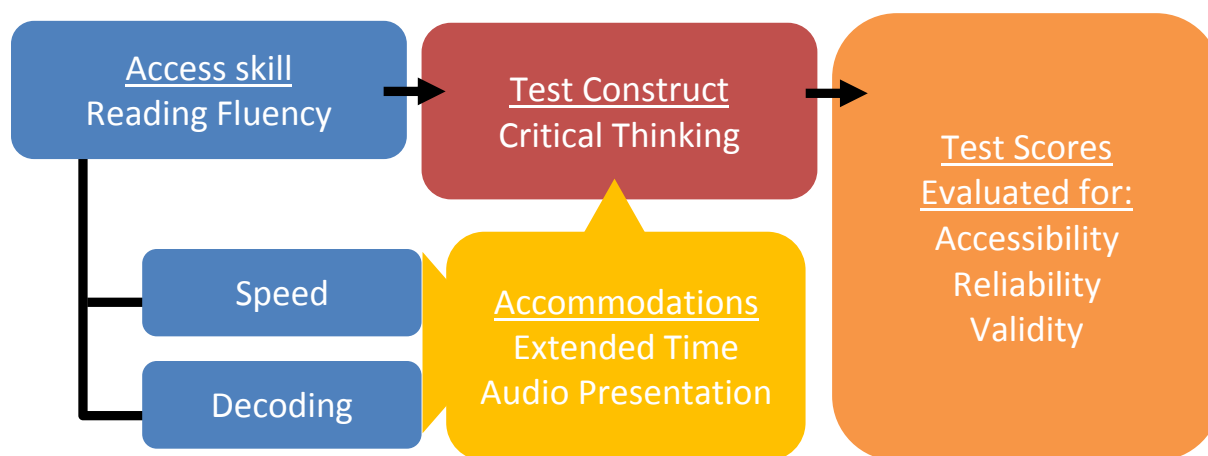 Access skill
Reading Fluency
Test Construct
Critical Thinking
Test Scores
Evaluated for:
Accessibility
Reliability
Validity
Speed
Decoding
Accommodations
Extended Time
Audio Presentation